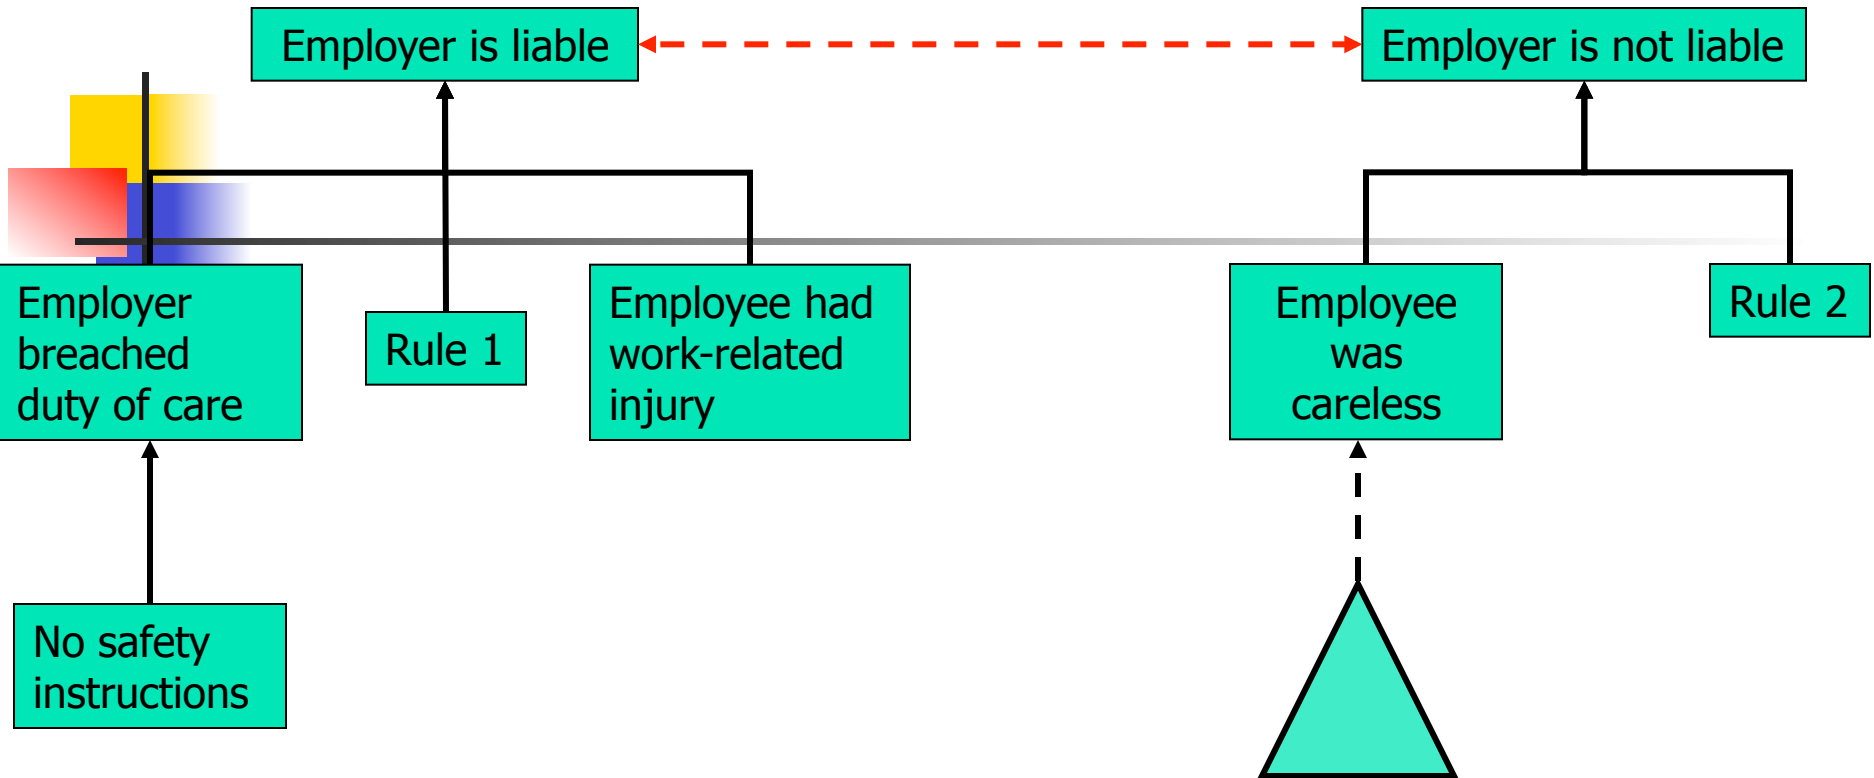 Employer is liable
Employer is not liable
Employer
breached
duty of care
Rule 1
Employee had
work-related
injury
Employee
was
careless
Rule 2
No safety
instructions